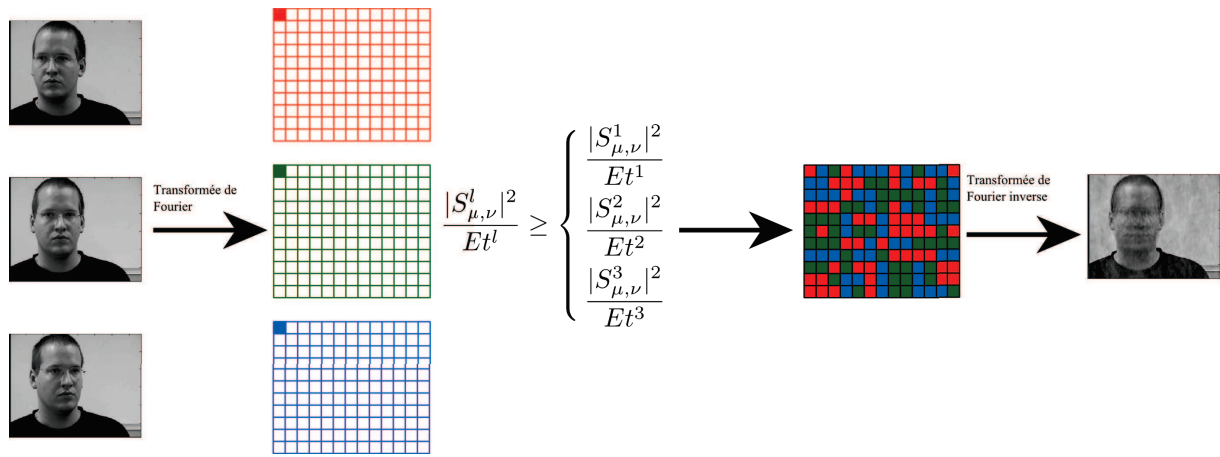 Transformée de
Fourier
|S^l_{μ,ν}|^2 / Et^l ≥ {
|S^1_{μ,ν}|^2 / Et^1
|S^2_{μ,ν}|^2 / Et^2
|S^3_{μ,ν}|^2 / Et^3
Transformée de
Fourier inverse